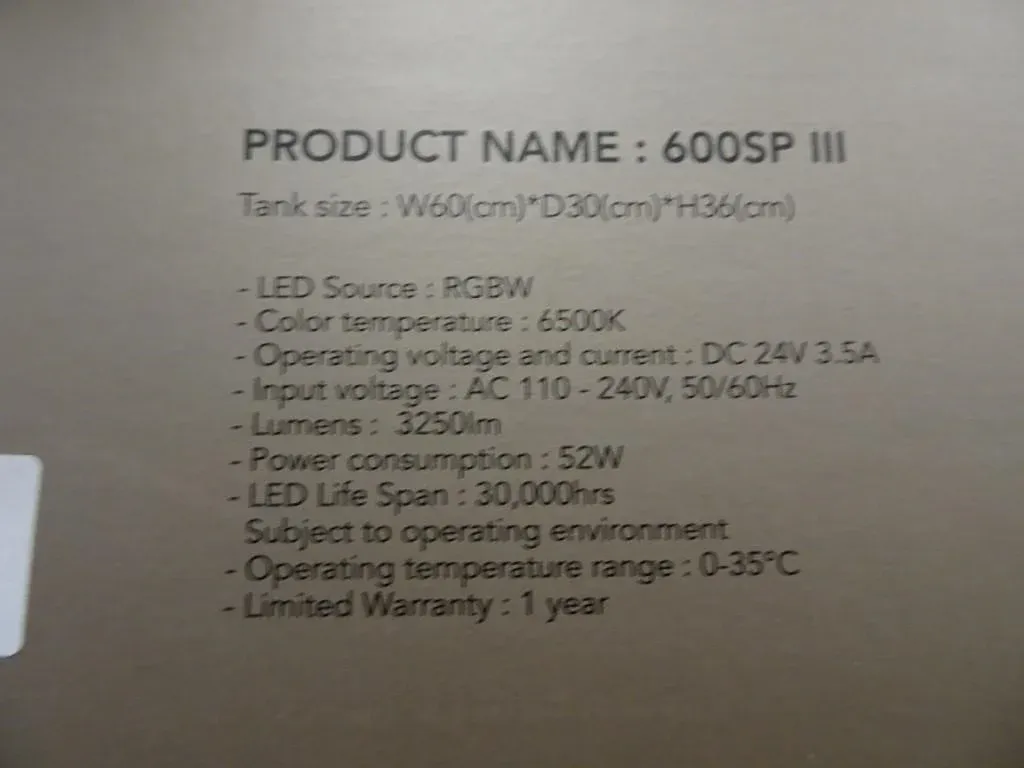 PRODUCT NAME : 600SP III
Tank size : W60(cm)*D30(cm)*H36(cm)
- LED Source : RGBW
- Color temperature : 6500K
- Operating voltage and current : DC 24V 3.5A
- Input voltage : AC 110 - 240V, 50/60Hz
- Lumens : 3250lm
- Power consumption : 52W
- LED Life Span : 30,000hrs
Subject to operating environment
- Operating temperature range : 0-35°C
- Limited Warranty : 1 year